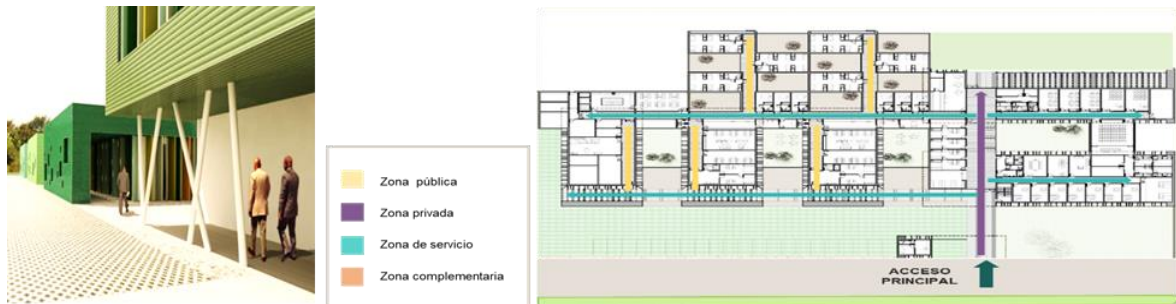 Zona pública
Zona privada
Zona de servicio
Zona complementaria
ACCESO
PRINCIPAL